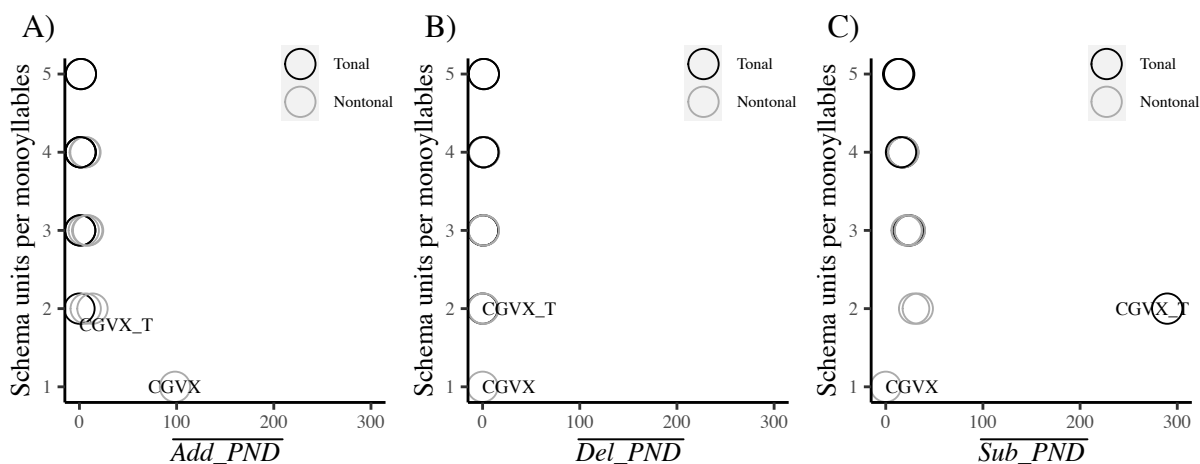 A)
Schema units per monoyllables
5
4
3
2
1
0
100
200
300
Add_PND
Tonal
Nontonal
CGVX_T
CGVX
B)
Schema units per monoyllables
5
4
3
2
1
0
100
200
300
Del_PND
Tonal
Nontonal
CGVX_T
CGVX
C)
Schema units per monoyllables
5
4
3
2
1
0
100
200
300
Sub_PND
Tonal
Nontonal
CGVX_T
CGVX